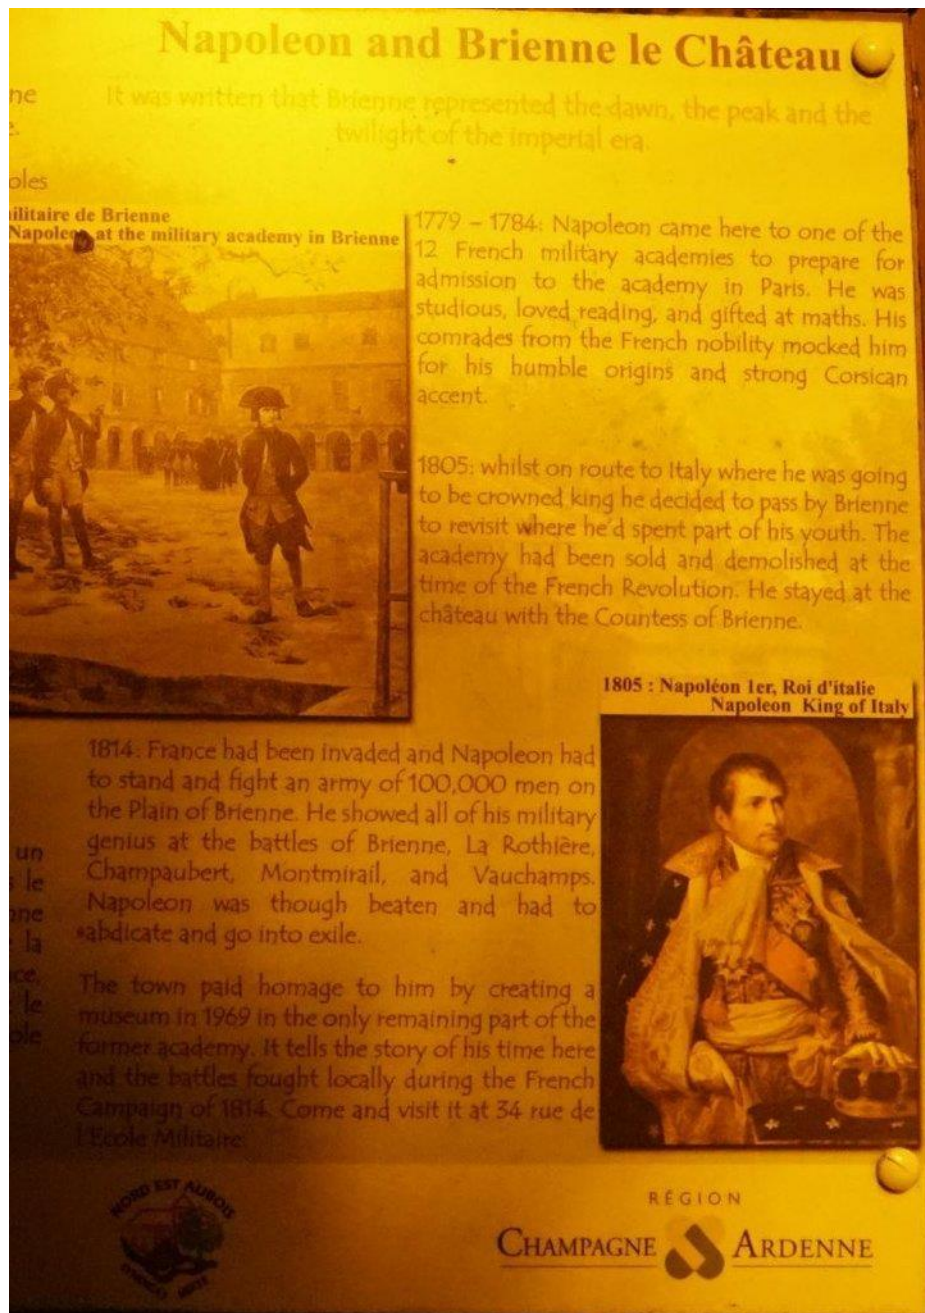 Napoleon and Brienne le Château
It was written that Brienne represented the dawn, the peak and the
twilight of the imperial era.
ne
e.
oles
ilitaire de Brienne
Napoleon at the military academy in Brienne
1779 – 1784: Napoleon came here to one of the
12 French military academies to prepare for
admission to the academy in Paris. He was
studious, loved reading, and gifted at maths. His
comrades from the French nobility mocked him
for his humble origins and strong Corsican
accent.
1805: whilst on route to Italy where he was going
to be crowned king he decided to pass by Brienne
to revisit where he'd spent part of his youth. The
academy had been sold and demolished at the
time of the French Revolution. He stayed at the
château with the Countess of Brienne.
1805 : Napoléon 1er, Roi d'italie
Napoleon King of Italy
1814: France had been invaded and Napoleon had
to stand and fight an army of 100,000 men on
the Plain of Brienne. He showed all of his military
genius at the battles of Brienne, La Rothière,
Champaubert, Montmirail, and Vauchamps.
Napoleon was though beaten and had to
abdicate and go into exile.
un
le
ne
la
ce,
le
ole
The town paid homage to him by creating a
museum in 1969 in the only remaining part of the
former academy. It tells the story of his time here
and the battles fought locally during the French
Campaign of 1814. Come and visit it at 34 rue de
l'Ecole Militaire.
NORD EST AUBOIS
RÉGION
CHAMPAGNE ARDENNE